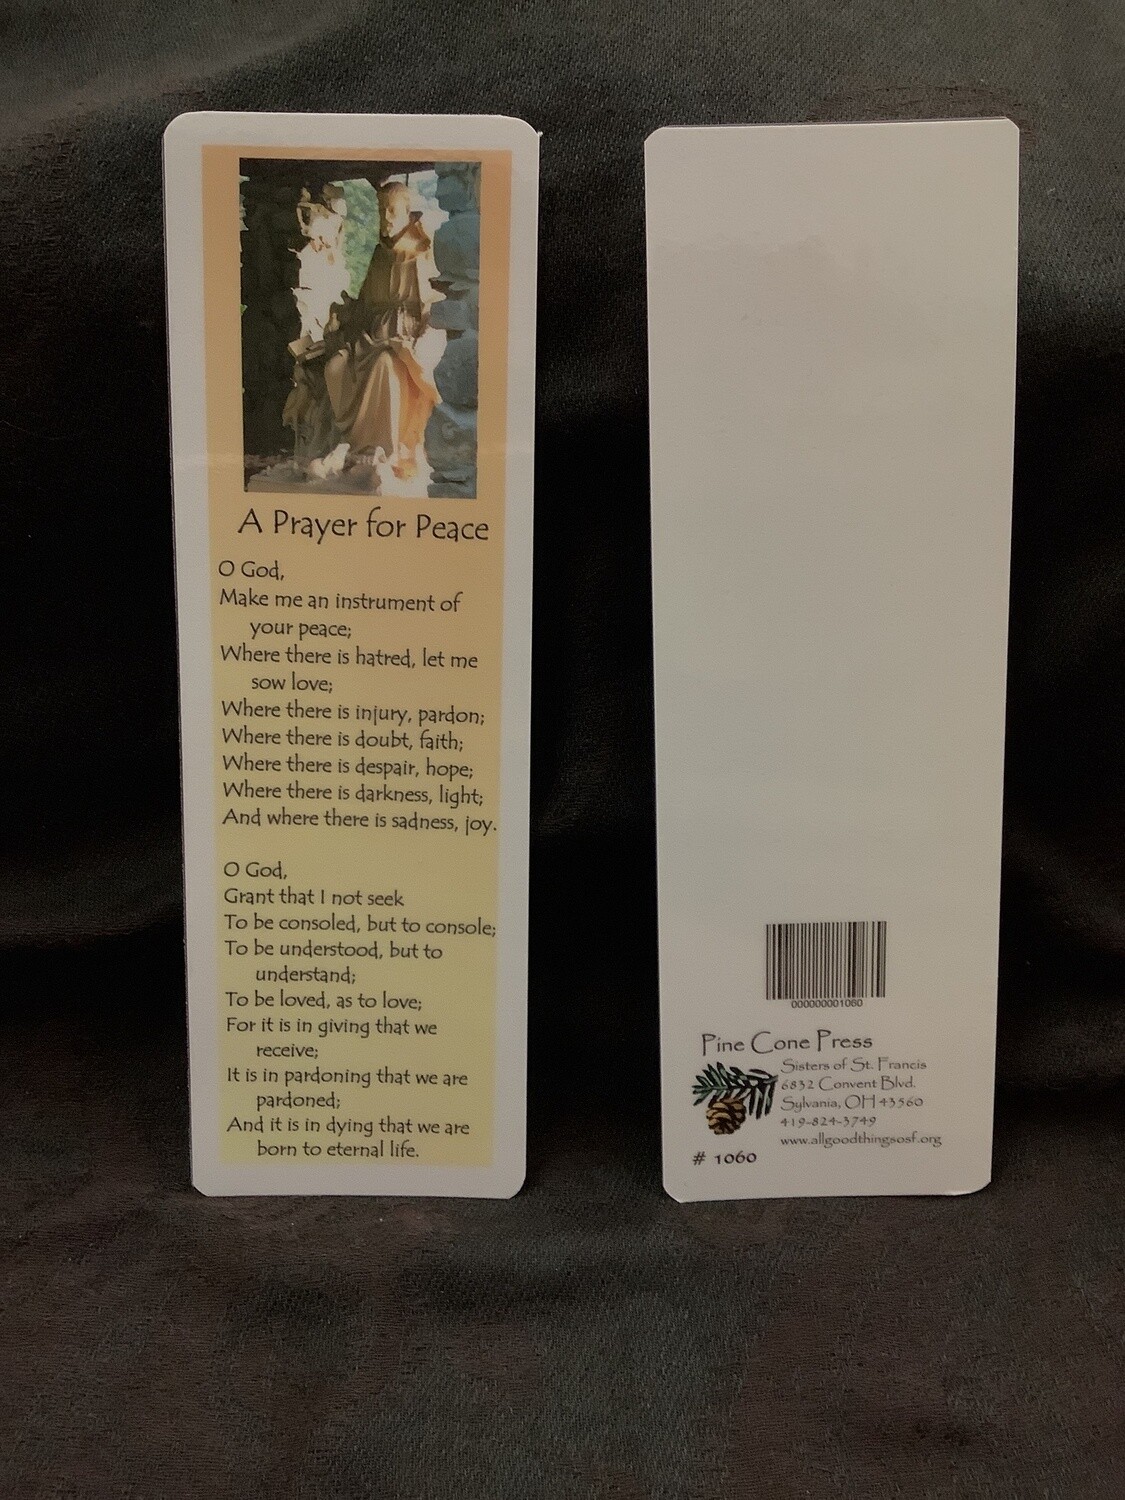 A Prayer for Peace
O God,
Make me an instrument of
your peace;
Where there is hatred, let me
sow love;
Where there is injury, pardon;
Where there is doubt, faith;
Where there is despair, hope;
Where there is darkness, light;
And where there is sadness, joy.
O God,
Grant that I not seek
To be consoled, but to console;
To be understood, but to
understand;
To be loved, as to love;
For it is in giving that we
receive;
It is in pardoning that we are
pardoned;
And it is in dying that we are
born to eternal life.
000000001060
Pine Cone Press
Sisters of St. Francis
6832 Convent Blvd.
Sylvania, OH 43560
419-824-3749
www.allgoodthingsosf.org
# 1060